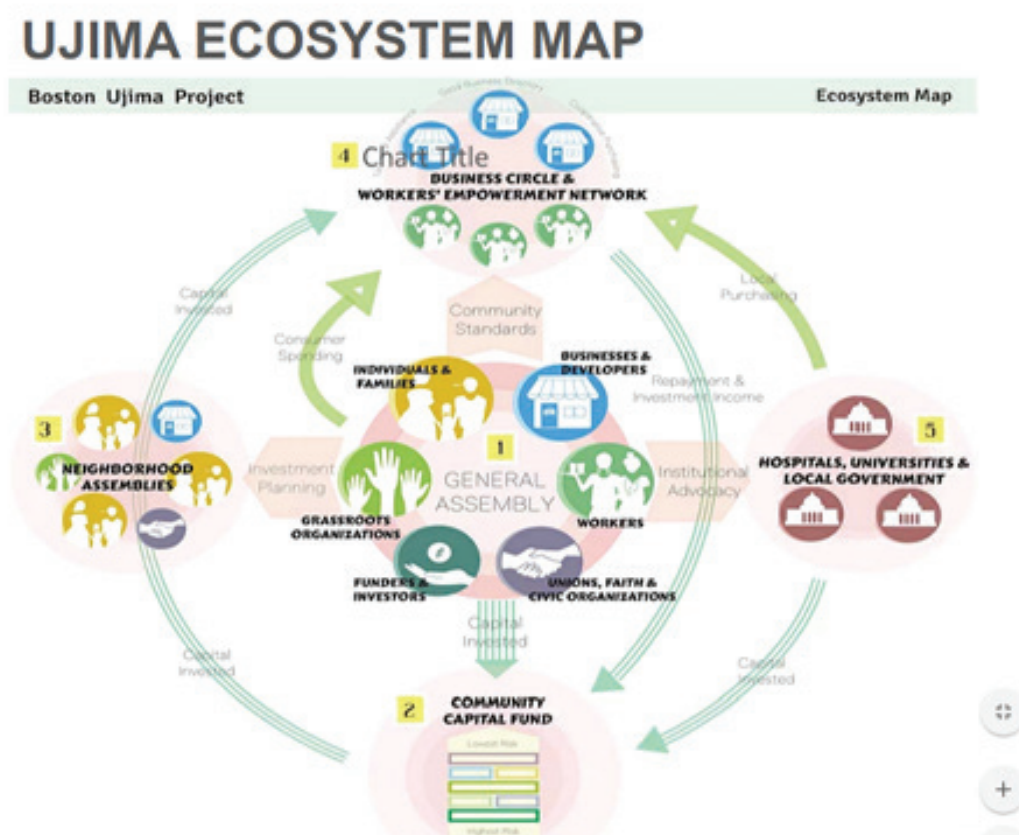 UJIMA ECOSYSTEM MAP
Boston Ujima Project
Ecosystem Map
Good Business Directory
4
Chart Title
BUSINESS CIRCLE &
WORKERS' EMPOWERMENT NETWORK
Capital
Invested
Local
Purchasing
Community
Standards
Consumer
Spending
INDIVIDUALS &
FAMILIES
BUSINESSES &
DEVELOPERS
Repayment &
Investment Income
3
1
5
NEIGHBORHOOD
ASSEMBLIES
Investment
Planning
GENERAL
ASSEMBLY
Institutional
Advocacy
HOSPITALS, UNIVERSITIES &
LOCAL GOVERNMENT
GRASSROOTS
ORGANIZATIONS
WORKERS
FUNDERS &
INVESTORS
UNIONS, FAITH &
CIVIC ORGANIZATIONS
Capital
Invested
Capital
Invested
Capital
Invested
2
COMMUNITY
CAPITAL FUND
Lowest Risk
Highest Risk